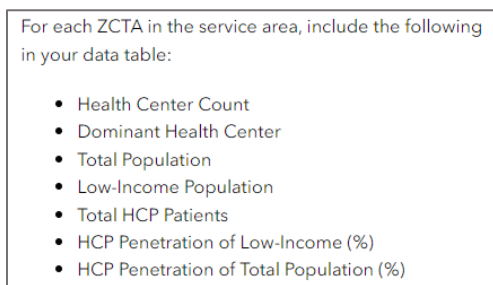 For each ZCTA in the service area, include the following
in your data table:
• Health Center Count
• Dominant Health Center
• Total Population
• Low-Income Population
• Total HCP Patients
• HCP Penetration of Low-Income (%)
• HCP Penetration of Total Population (%)